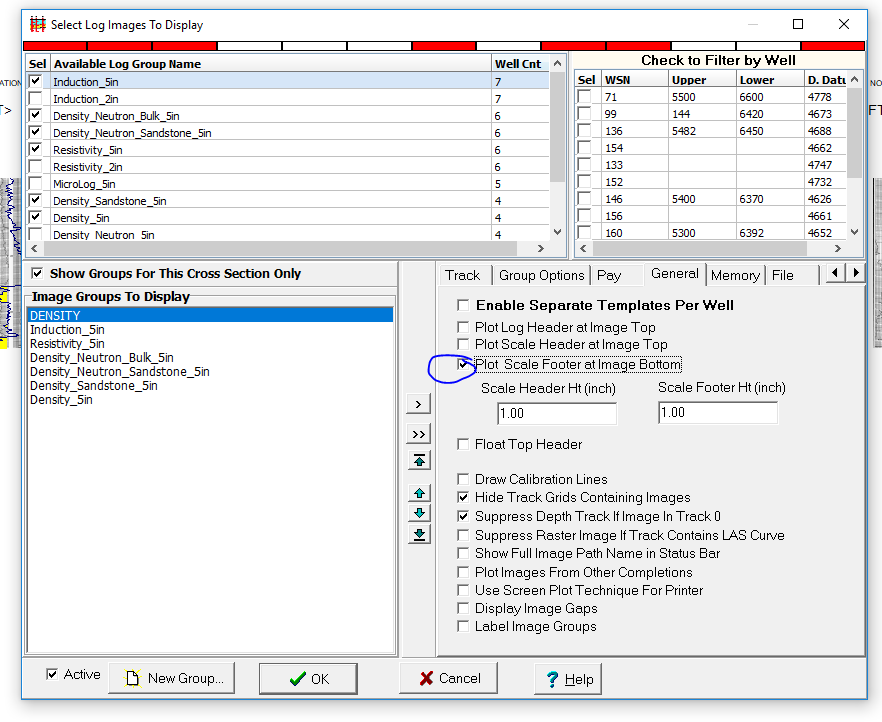 Select Log Images To Display
Sel Available Log Group Name Well Cnt
Induction_5in 7
Induction_2in 7
Density_Neutron_Bulk_5in 6
Density_Neutron_Sandstone_5in 6
Resistivity_5in 6
Resistivity_2in 6
MicroLog_5in 5
Density_Sandstone_5in 4
Density_5in 4
Density_Neutron_5in 4
Check to Filter by Well
Sel WSN Upper Lower D. Datu
71 5500 6600 4778
99 144 6420 4673
136 5482 6450 4688
154 4662
133 4747
152 4732
146 5400 6370 4626
156 4661
160 5300 6392 4652
Show Groups For This Cross Section Only
Image Groups To Display
DENSITY
Induction_5in
Resistivity_5in
Density_Neutron_Bulk_5in
Density_Neutron_Sandstone_5in
Density_Sandstone_5in
Density_5in
>
>>
Track Group Options Pay General Memory File
Enable Separate Templates Per Well
Plot Log Header at Image Top
Plot Scale Header at Image Top
Plot Scale Footer at Image Bottom
Scale Header Ht (inch) Scale Footer Ht (inch)
1.00 1.00
Float Top Header
Draw Calibration Lines
Hide Track Grids Containing Images
Suppress Depth Track If Image In Track 0
Suppress Raster Image If Track Contains LAS Curve
Show Full Image Path Name in Status Bar
Plot Images From Other Completions
Use Screen Plot Technique For Printer
Display Image Gaps
Label Image Groups
Active New Group... OK Cancel ? Help
ATION
T>
NO
FT